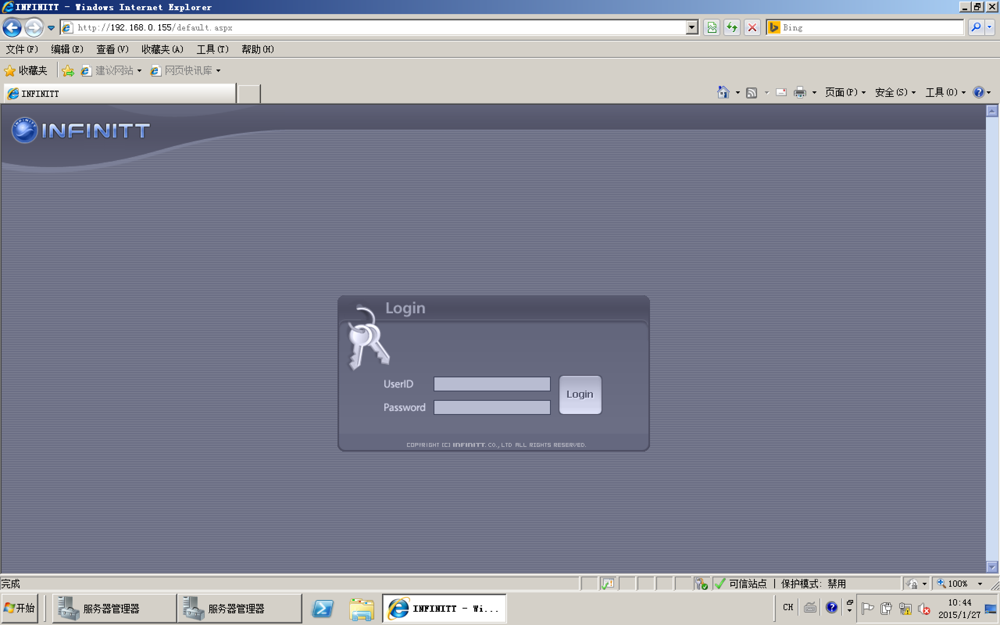 INFINITT - Windows Internet Explorer
http://192.168.0.155/default.aspx
Bing
文件(F) 编辑(E) 查看(V) 收藏夹(A) 工具(T) 帮助(H)
收藏夹 建议网站 网页快讯库
INFINITT
页面(P) 安全(S) 工具(O)
INFINITT
Login
UserID
Login
Password
COPYRIGHT (C) INFINITT. CO., LTD ALL RIGHTS RESERVED.
完成
可信站点 | 保护模式: 禁用
100%
开始
服务器管理器
服务器管理器
INFINITT - Wi...
CH
10:44
2015/1/27